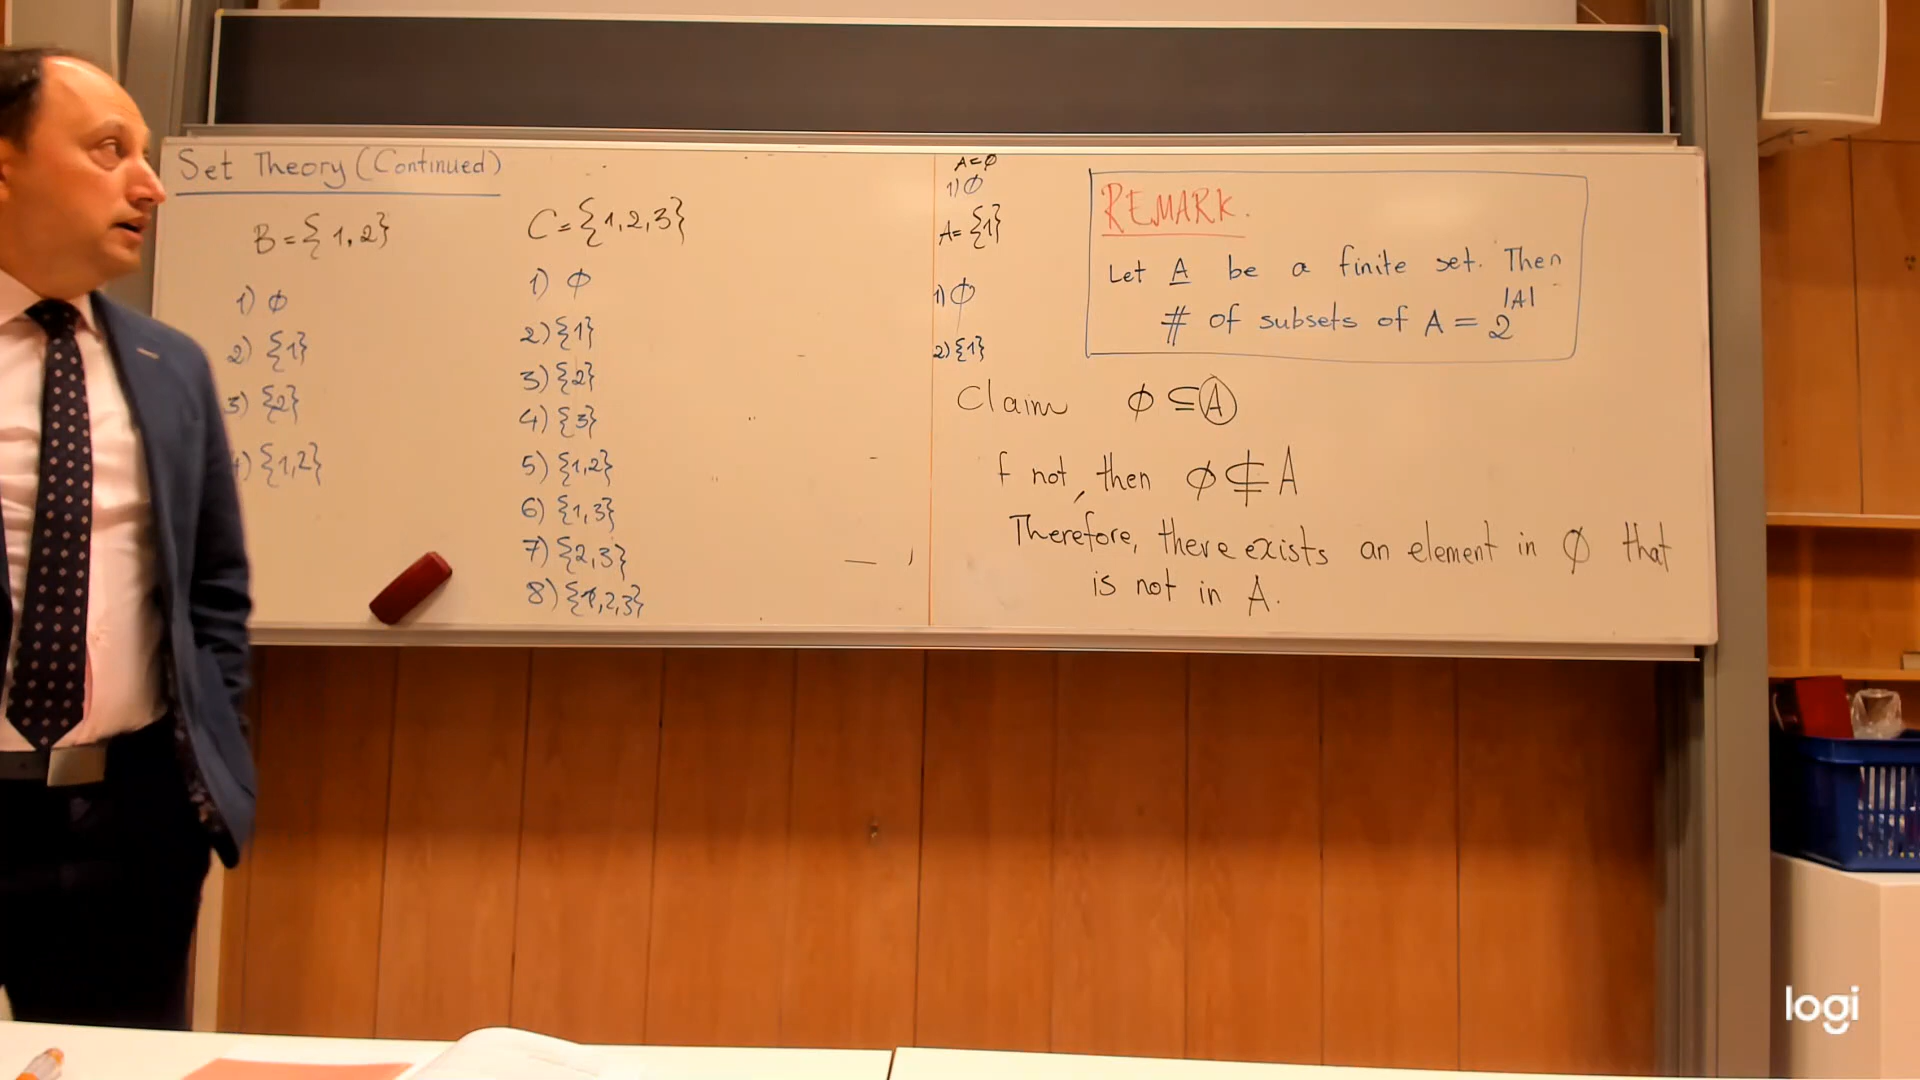 Set Theory (Continued)
B = { 1, 2}
1) ϕ
2) {1}
3) {2}
4) {1,2}
C = {1,2,3}
1) ϕ
2) {1}
3) {2}
4) {3}
5) {1,2}
6) {1,3}
7) {2,3}
8) {1,2,3}
A = ϕ
1) ϕ
A = {1}
1) ϕ
2) {1}
REMARK.
Let A be a finite set. Then
# of subsets of A = 2^|A|
Claim ϕ ⊆ A
f not, then ϕ ⊈ A
Therefore, there exists an element in ϕ that
is not in A.
logi